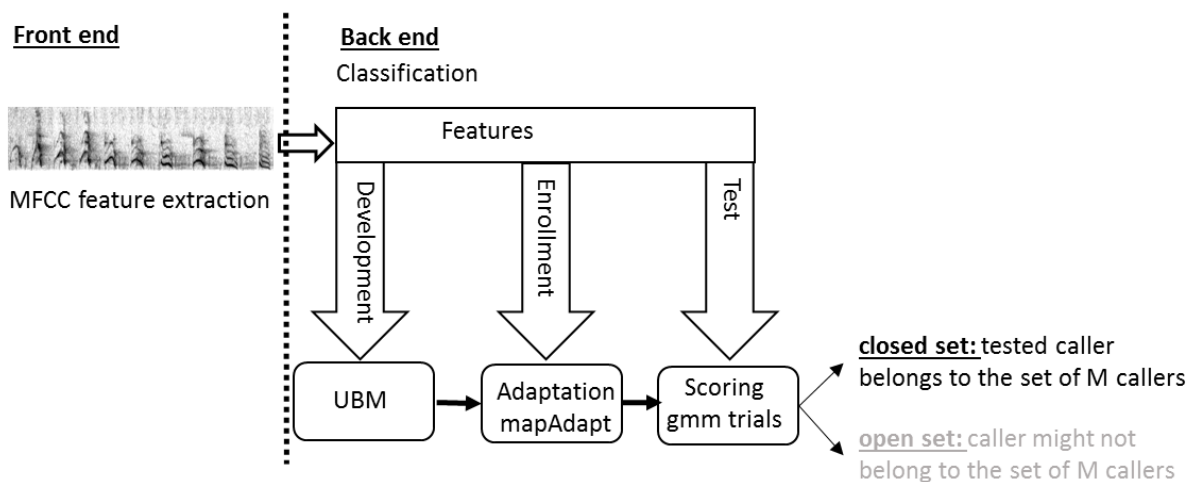 Front end
MFCC feature extraction
Back end
Classification
Features
Development
Enrollment
Test
UBM
Adaptation
mapAdapt
Scoring
gmm trials
closed set: tested caller
belongs to the set of M callers
open set: caller might not
belong to the set of M callers